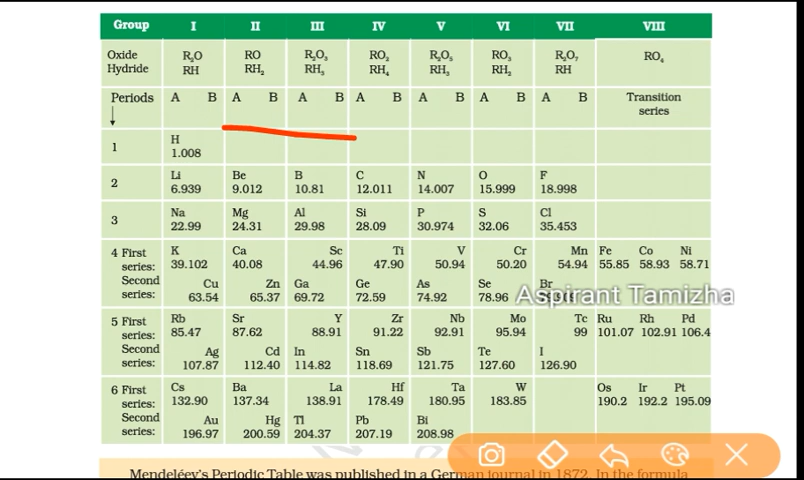 Group I II III IV V VI VII VIII
Oxide R₂O RO R₂O₃ RO₂ R₂O₅ RO₃ R₂O₇ RO₄
Hydride RH RH₂ RH₃ RH₄ RH₃ RH₂ RH
Periods A B A B A B A B A B A B A B Transition
↓ series
1 H
1.008
2 Li Be B C N O F
6.939 9.012 10.81 12.011 14.007 15.999 18.998
3 Na Mg Al Si P S Cl
22.99 24.31 29.98 28.09 30.974 32.06 35.453
4 First K Ca Sc Ti V Cr Mn Fe Co Ni
series: 39.102 40.08 44.96 47.90 50.94 50.20 54.94 55.85 58.93 58.71
Second Cu Zn Ga Ge As Se Br
series: 63.54 65.37 69.72 72.59 74.92 78.96
Aspirant Tamizha
5 First Rb Sr Y Zr Nb Mo Tc Ru Rh Pd
series: 85.47 87.62 88.91 91.22 92.91 95.94 99 101.07 102.91 106.4
Second Ag Cd In Sn Sb Te I
series: 107.87 112.40 114.82 118.69 121.75 127.60 126.90
6 First Cs Ba La Hf Ta W Os Ir Pt
series: 132.90 137.34 138.91 178.49 180.95 183.85 190.2 192.2 195.09
Second Au Hg Tl Pb Bi
series: 196.97 200.59 204.37 207.19 208.98
Mendeléev's Periodic Table was published in a German journal in 1872. In the formula